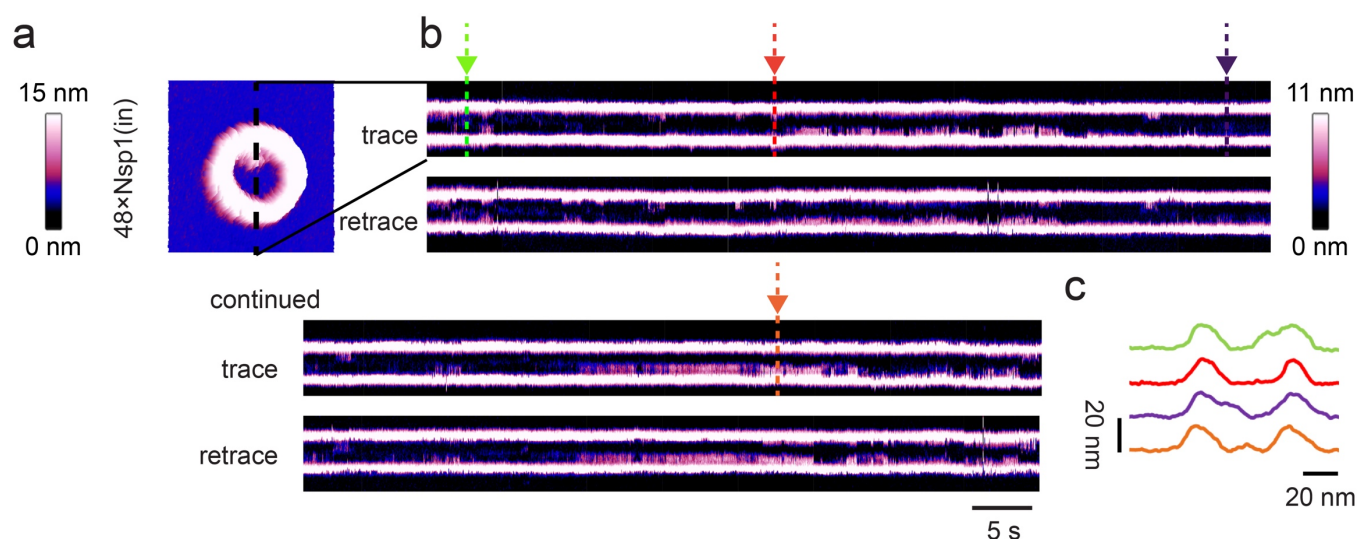 a
b
15 nm
0 nm
48×Nsp1(in)
trace
retrace
11 nm
0 nm
continued
trace
retrace
5 s
c
20 nm
20 nm